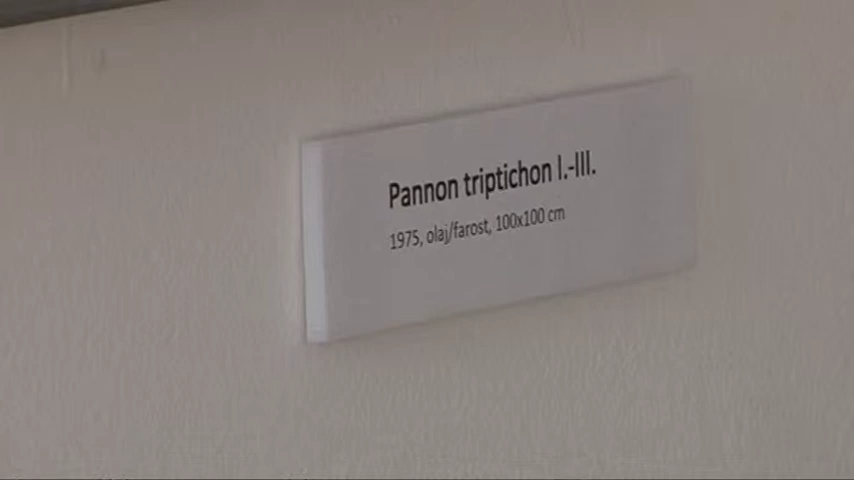 Pannon triptichon I.-III.
1975, olaj/farost, 100x100 cm